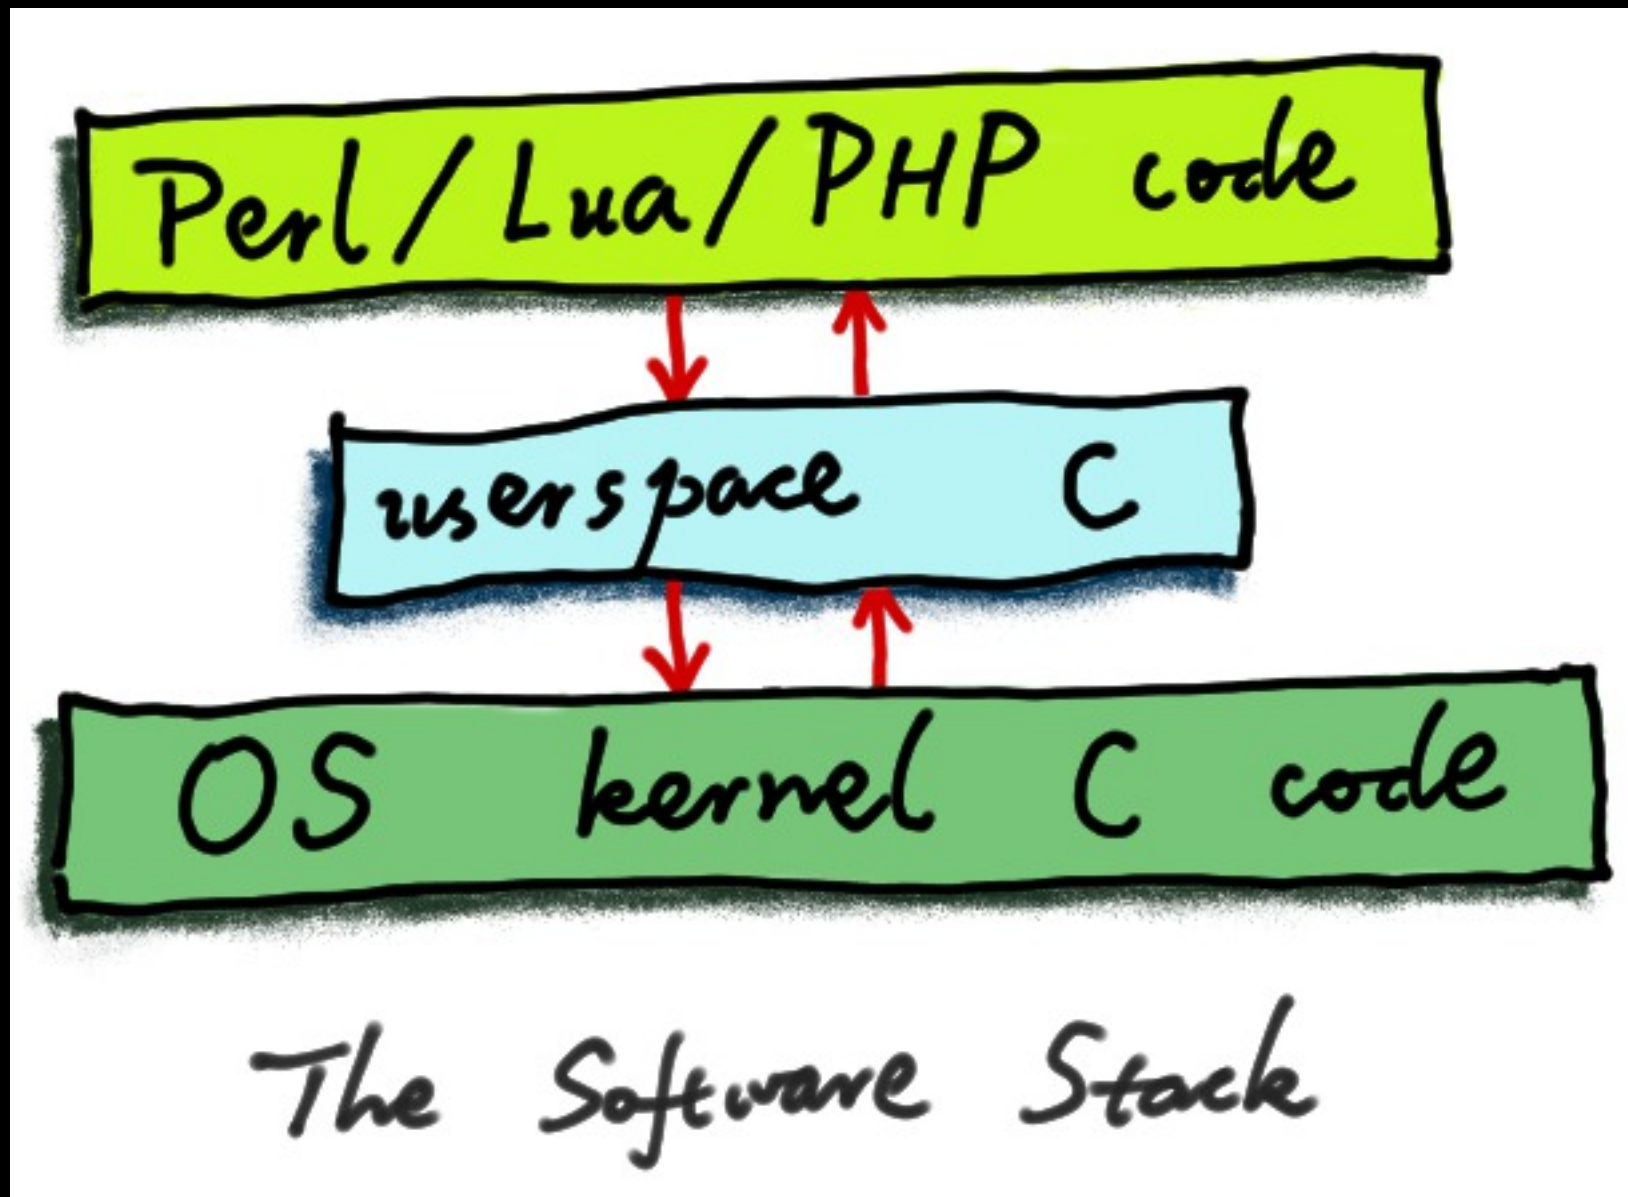 Perl/Lua/PHP code
userspace C
OS kernel C code
The Software Stack